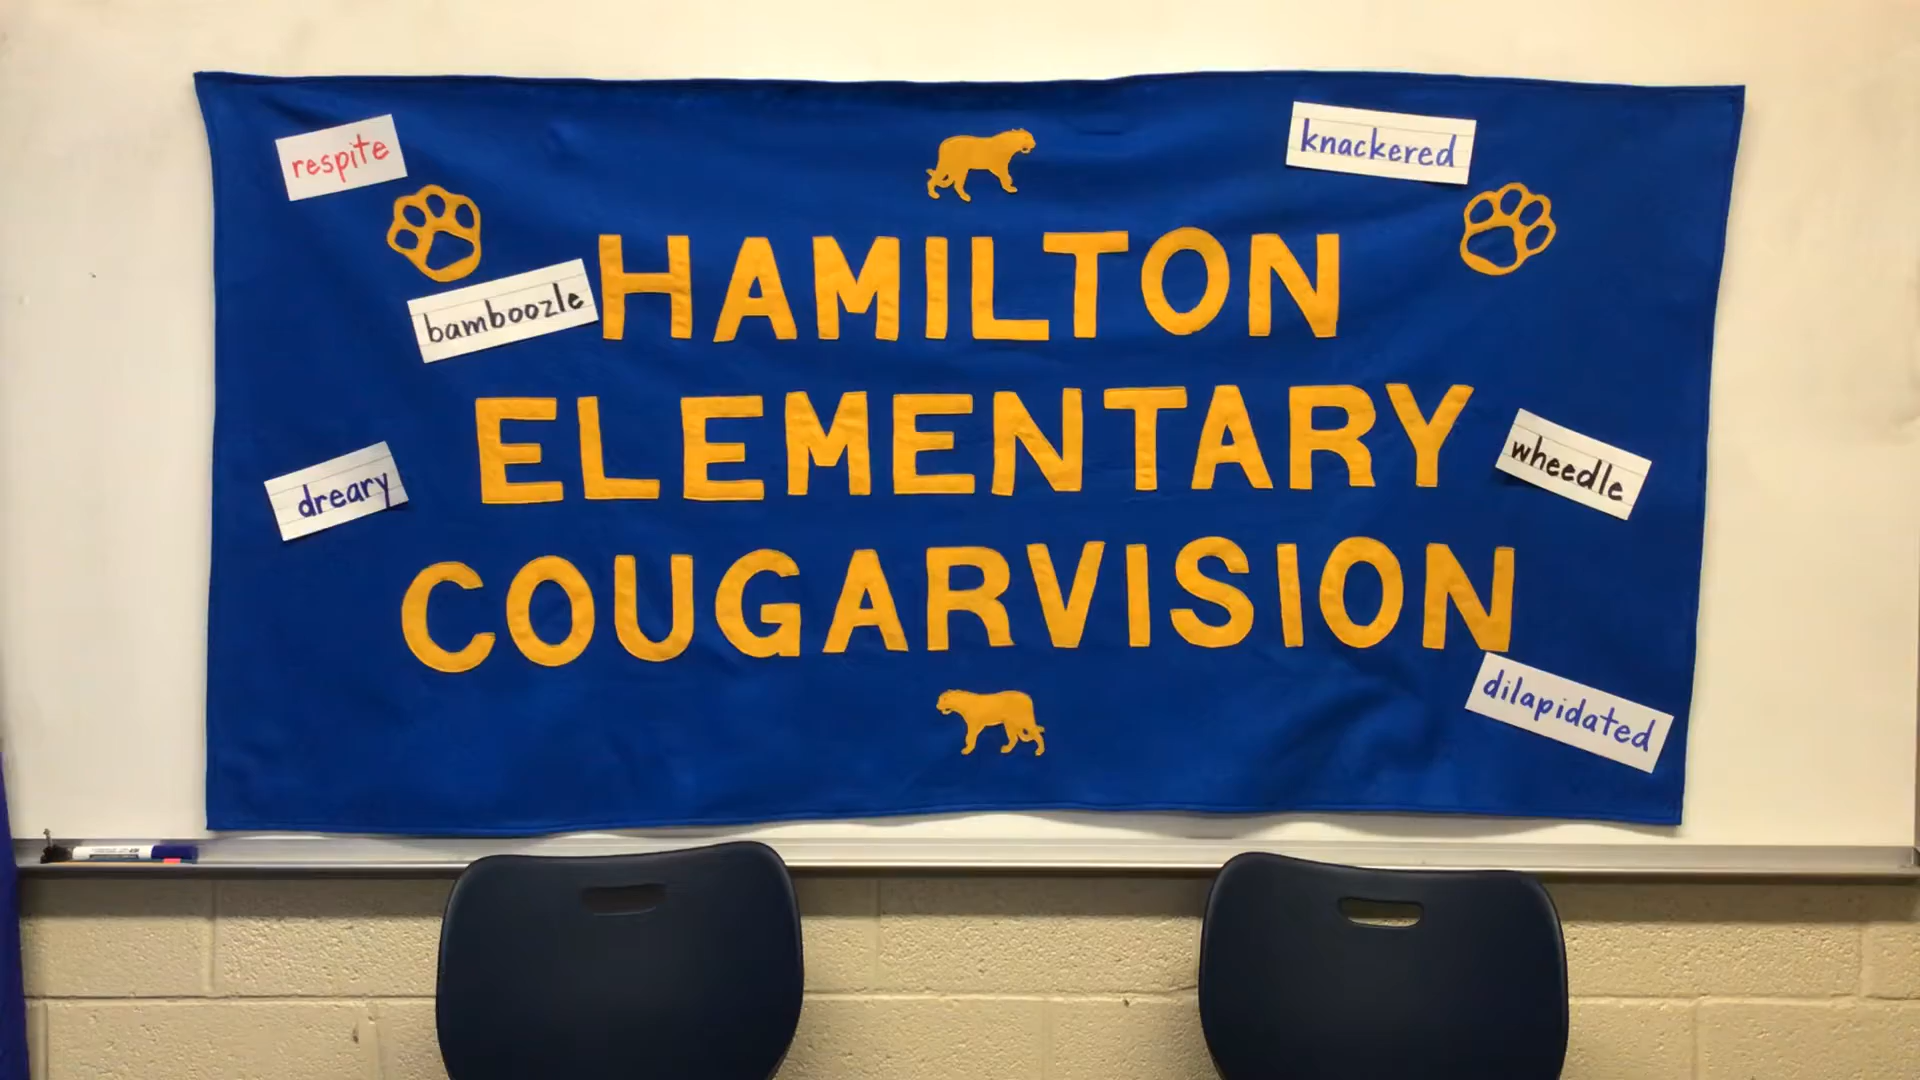 respite
knackered
bamboozle
HAMILTON
ELEMENTARY
COUGARVISION
dreary
wheedle
dilapidated